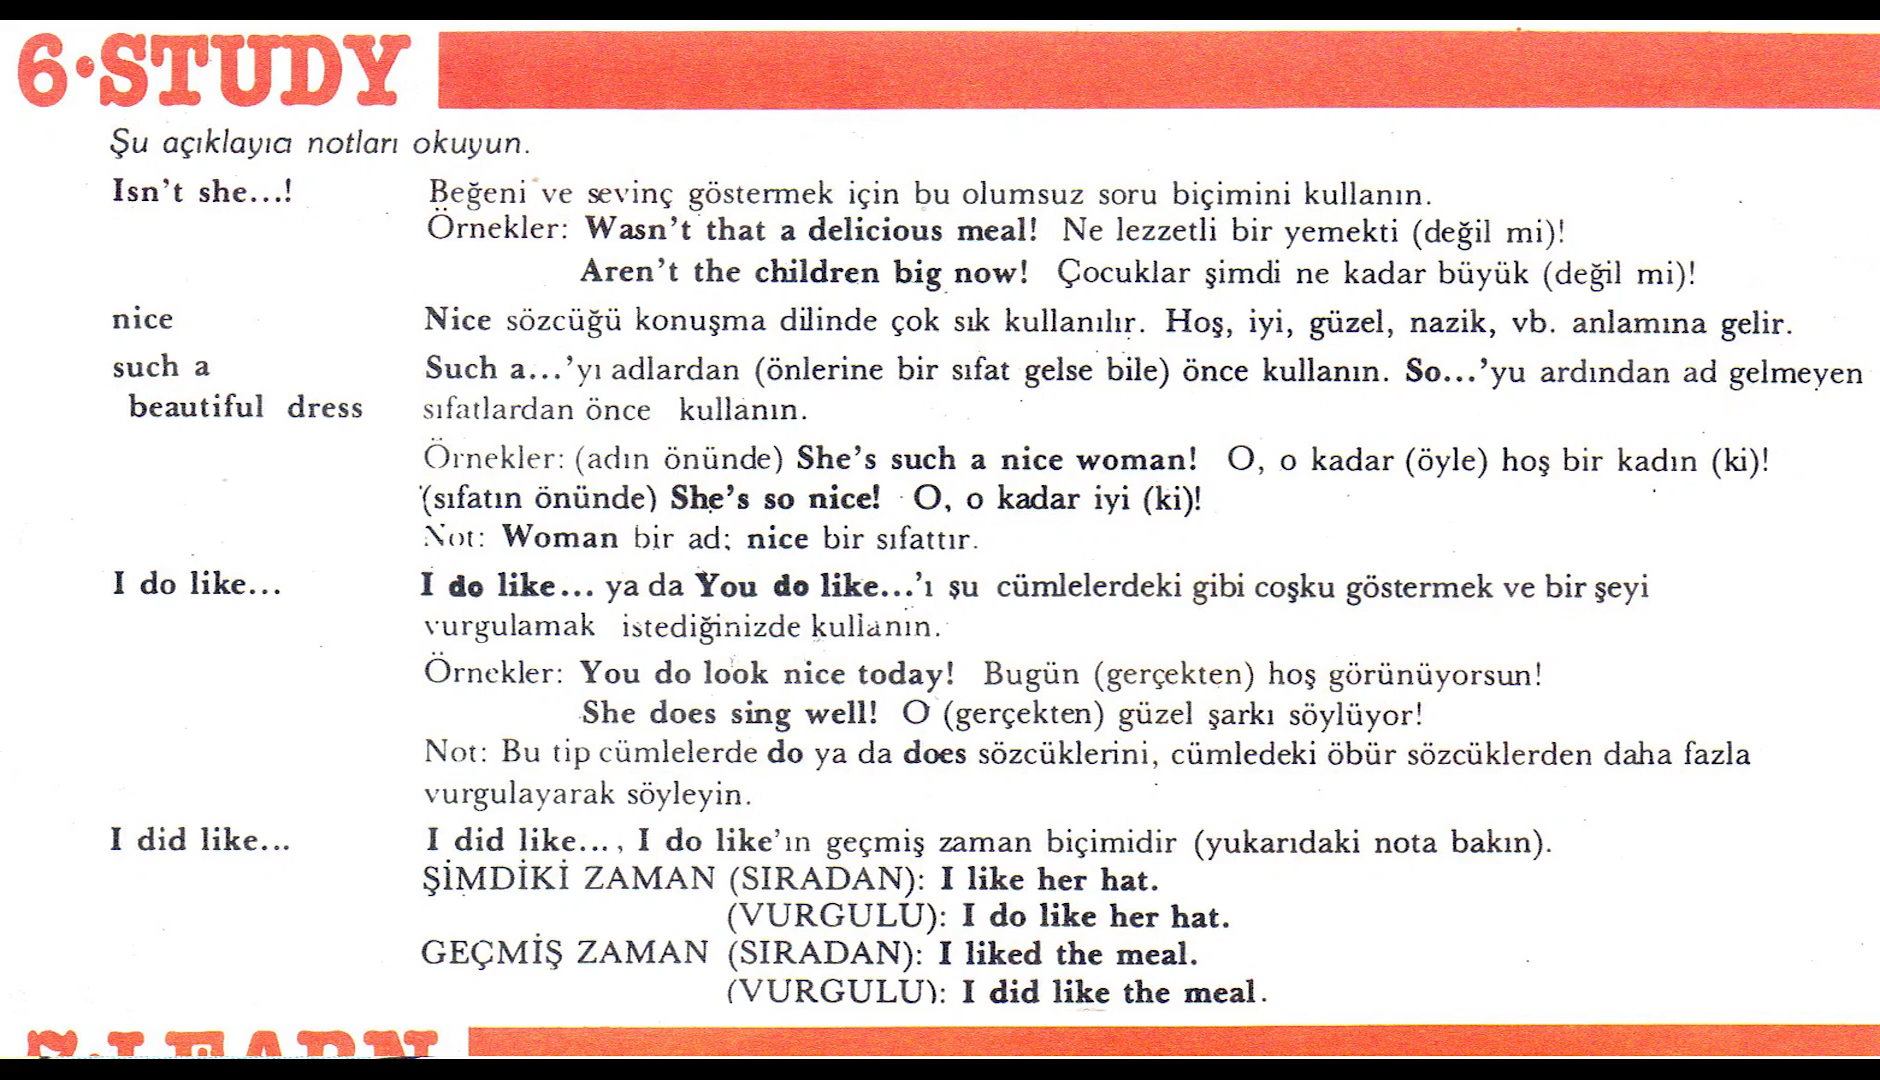 6•STUDY
Şu açıklayıcı notları okuyun.
Isn't she...! Beğeni ve sevinç göstermek için bu olumsuz soru biçimini kullanın.
Örnekler: Wasn't that a delicious meal! Ne lezzetli bir yemekti (değil mi)!
Aren't the children big now! Çocuklar şimdi ne kadar büyük (değil mi)!
nice Nice sözcüğü konuşma dilinde çok sık kullanılır. Hoş, iyi, güzel, nazik, vb. anlamına gelir.
such a Such a...'yı adlardan (önlerine bir sıfat gelse bile) önce kullanın. So...'yu ardından ad gelmeyen
beautiful dress sıfatlardan önce kullanın.
Örnekler: (adın önünde) She's such a nice woman! O, o kadar (öyle) hoş bir kadın (ki)!
(sıfatın önünde) She's so nice! O, o kadar iyi (ki)!
Not: Woman bir ad; nice bir sıfattır.
I do like... I do like... ya da You do like...'ı şu cümlelerdeki gibi coşku göstermek ve bir şeyi
vurgulamak istediğinizde kullanın.
Örnekler: You do look nice today! Bugün (gerçekten) hoş görünüyorsun!
She does sing well! O (gerçekten) güzel şarkı söylüyor!
Not: Bu tip cümlelerde do ya da does sözcüklerini, cümledeki öbür sözcüklerden daha fazla
vurgulayarak söyleyin.
I did like... I did like..., I do like'ın geçmiş zaman biçimidir (yukarıdaki nota bakın).
ŞİMDİKİ ZAMAN (SIRADAN): I like her hat.
(VURGULU): I do like her hat.
GEÇMİŞ ZAMAN (SIRADAN): I liked the meal.
(VURGULU): I did like the meal.
7•LEARN